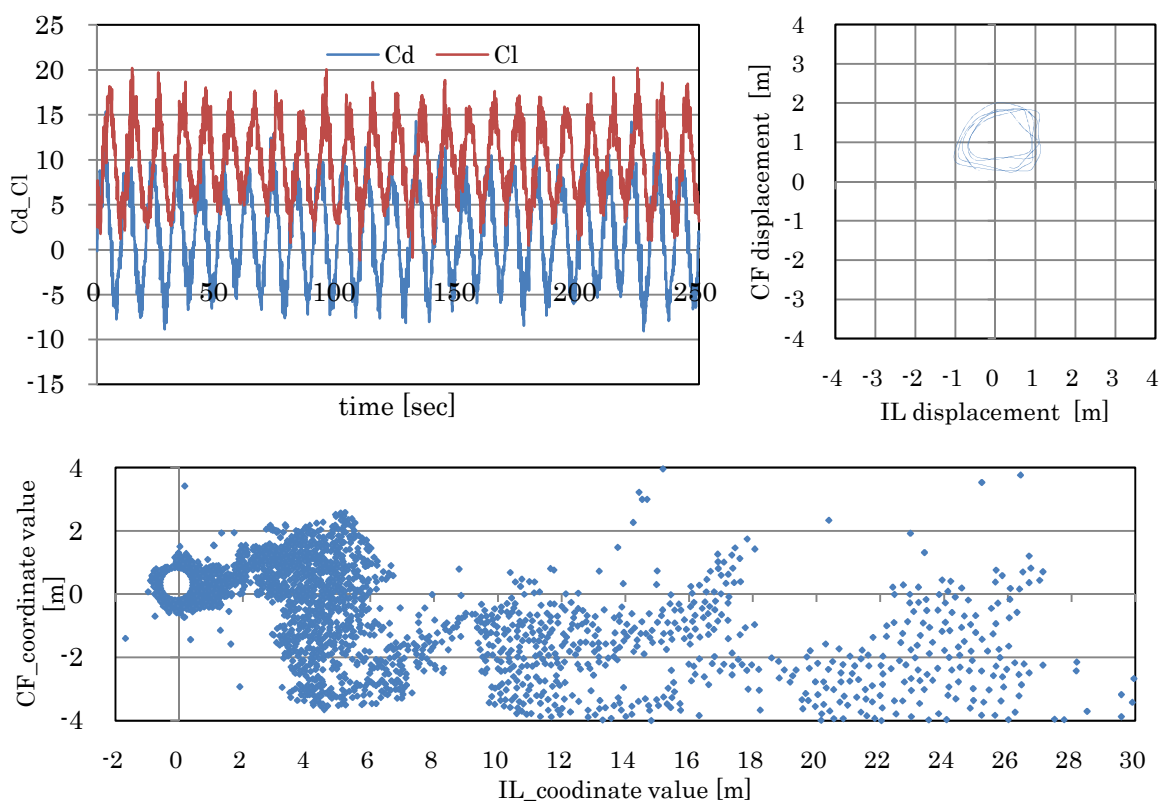 25
20
15
10
5
0
-5
-10
-15
Cd_Cl
Cd Cl
0 50 100 150 200 250
time [sec]
4
3
2
1
0
-1
-2
-3
-4
CF displacement [m]
-4 -3 -2 -1 0 1 2 3 4
IL displacement [m]
4
2
0
-2
-4
CF_coordinate value
[m]
-2 0 2 4 6 8 10 12 14 16 18 20 22 24 26 28 30
IL_coodinate value [m]